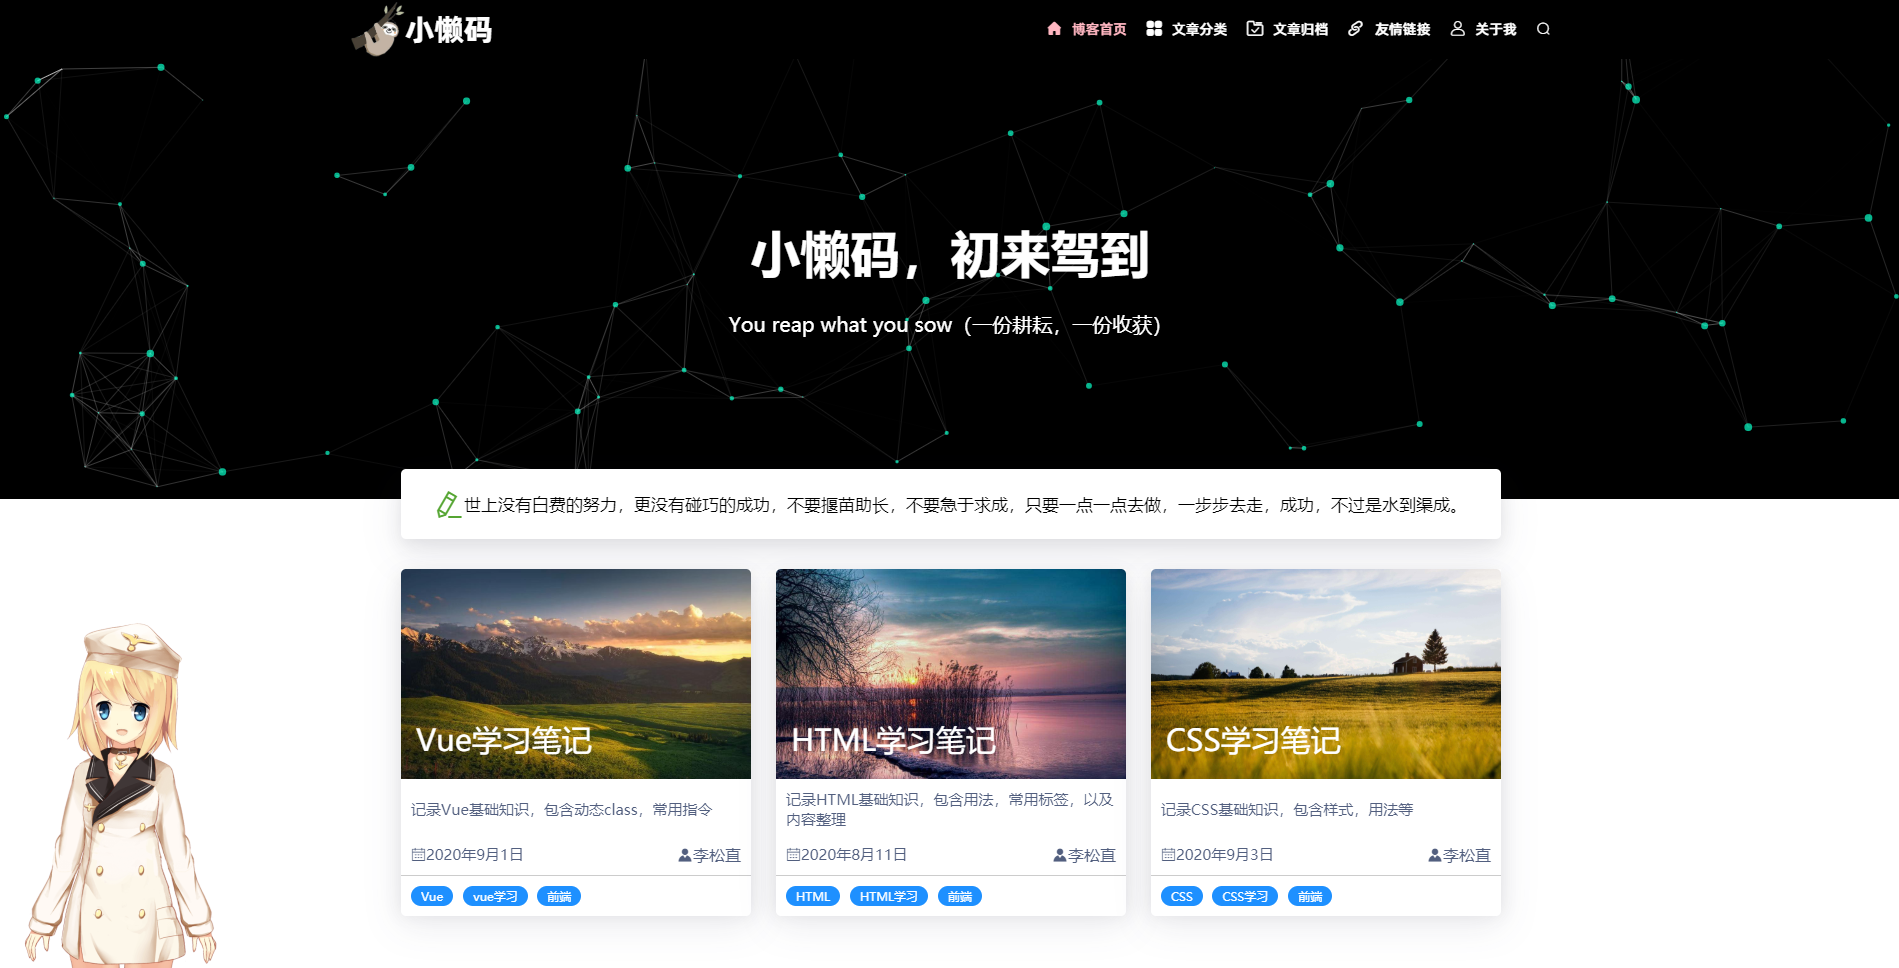 小懒码
博客首页 文章分类 文章归档 友情链接 关于我
小懒码，初来驾到
You reap what you sow（一份耕耘，一份收获）
世上没有白费的努力，更没有碰巧的成功，不要揠苗助长，不要急于求成，只要一点一点去做，一步步去走，成功，不过是水到渠成。
Vue学习笔记
记录Vue基础知识，包含动态class，常用指令
2020年9月1日 李松直
Vue vue学习 前端
HTML学习笔记
记录HTML基础知识，包含用法，常用标签，以及
内容整理
2020年8月11日 李松直
HTML HTML学习 前端
CSS学习笔记
记录CSS基础知识，包含样式，用法等
2020年9月3日 李松直
CSS CSS学习 前端